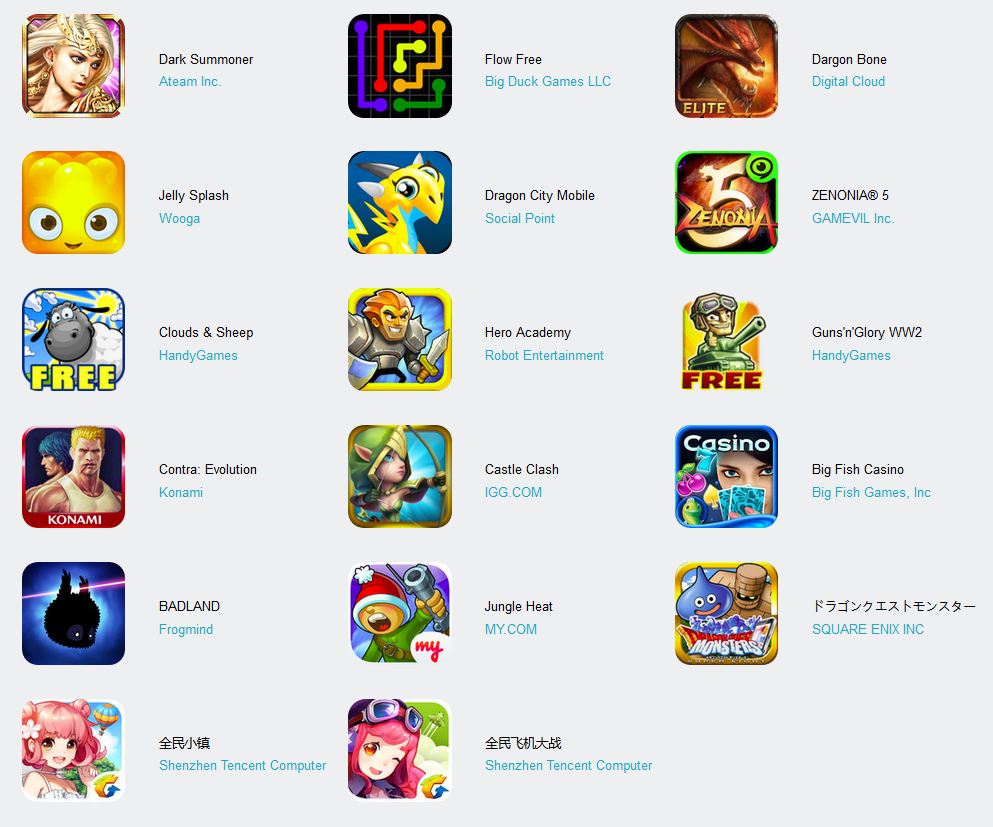 Dark Summoner
Ateam Inc.
Flow Free
Big Duck Games LLC
ELITE
Dargon Bone
Digital Cloud
Jelly Splash
Wooga
Dragon City Mobile
Social Point
5
ZENONIA
ZENONIA® 5
GAMEVIL Inc.
FREE
Clouds & Sheep
HandyGames
Hero Academy
Robot Entertainment
FREE
Guns'n'Glory WW2
HandyGames
KONAMI
Contra: Evolution
Konami
Castle Clash
IGG.COM
Casino
7
Big Fish Casino
Big Fish Games, Inc
BADLAND
Frogmind
my
Jungle Heat
MY.COM
DRAGON QUEST
MONSTERS
ドラゴンクエストモンスター
SQUARE ENIX INC
全民小镇
Shenzhen Tencent Computer
全民飞机大战
Shenzhen Tencent Computer